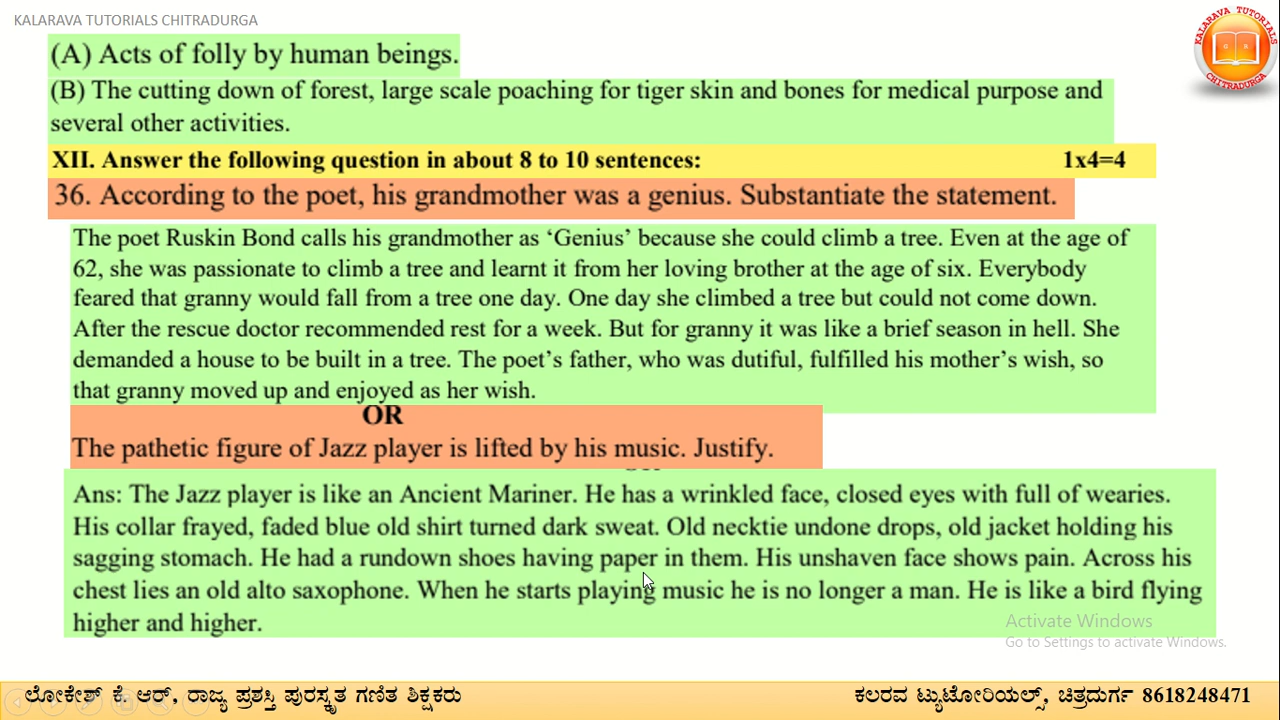 KALARAVA TUTORIALS CHITRADURGA
KALARAVA TUTORIALS
CHITRADURGA
(A) Acts of folly by human beings.
(B) The cutting down of forest, large scale poaching for tiger skin and bones for medical purpose and
several other activities.
XII. Answer the following question in about 8 to 10 sentences: 1x4=4
36. According to the poet, his grandmother was a genius. Substantiate the statement.
The poet Ruskin Bond calls his grandmother as ‘Genius’ because she could climb a tree. Even at the age of
62, she was passionate to climb a tree and learnt it from her loving brother at the age of six. Everybody
feared that granny would fall from a tree one day. One day she climbed a tree but could not come down.
After the rescue doctor recommended rest for a week. But for granny it was like a brief season in hell. She
demanded a house to be built in a tree. The poet’s father, who was dutiful, fulfilled his mother’s wish, so
that granny moved up and enjoyed as her wish.
OR
The pathetic figure of Jazz player is lifted by his music. Justify.
Ans: The Jazz player is like an Ancient Mariner. He has a wrinkled face, closed eyes with full of wearies.
His collar frayed, faded blue old shirt turned dark sweat. Old necktie undone drops, old jacket holding his
sagging stomach. He had a rundown shoes having paper in them. His unshaven face shows pain. Across his
chest lies an old alto saxophone. When he starts playing music he is no longer a man. He is like a bird flying
higher and higher.
Activate Windows
Go to Settings to activate Windows.
ಲೋಕೇಶ್ ಕೆ ಆರ್, ರಾಜ್ಯ ಪ್ರಶಸ್ತಿ ಪುರಸ್ಕೃತ ಗಣಿತ ಶಿಕ್ಷಕರು ಕಲರವ ಟ್ಯುಟೋರಿಯಲ್ಸ್, ಚಿತ್ರದುರ್ಗ 8618248471